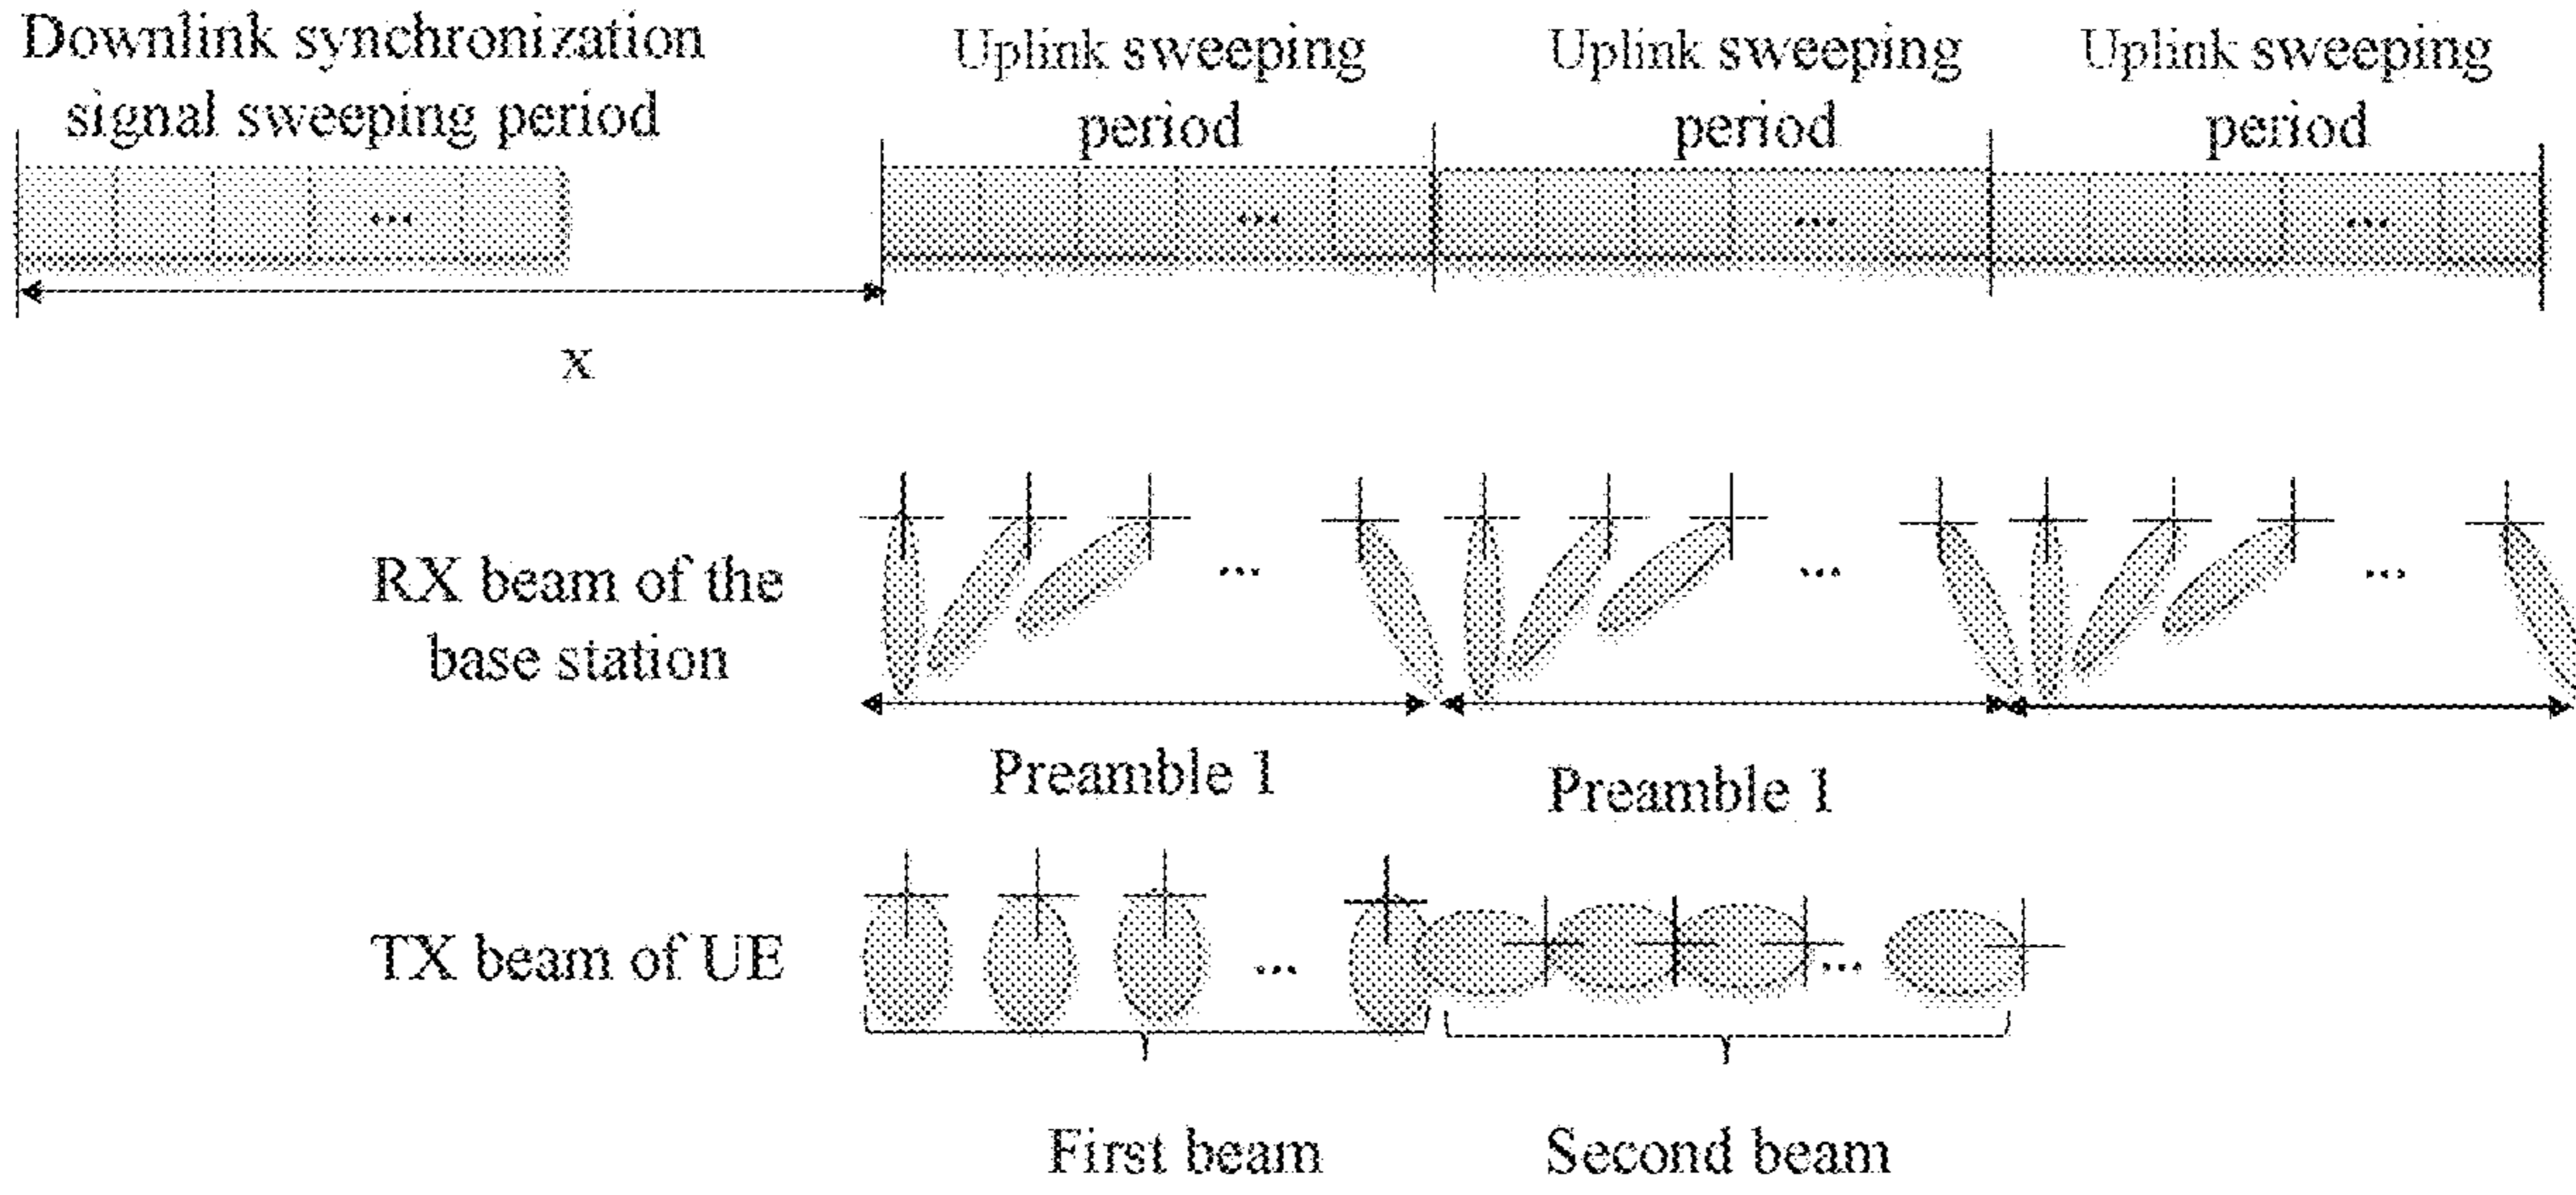 Downlink synchronization
signal sweeping period
Uplink sweeping
period
Uplink sweeping
period
Uplink sweeping
period
...
...
...
...
x
RX beam of the
base station
...
...
...
Preamble 1
Preamble 1
TX beam of UE
...
...
First beam
Second beam